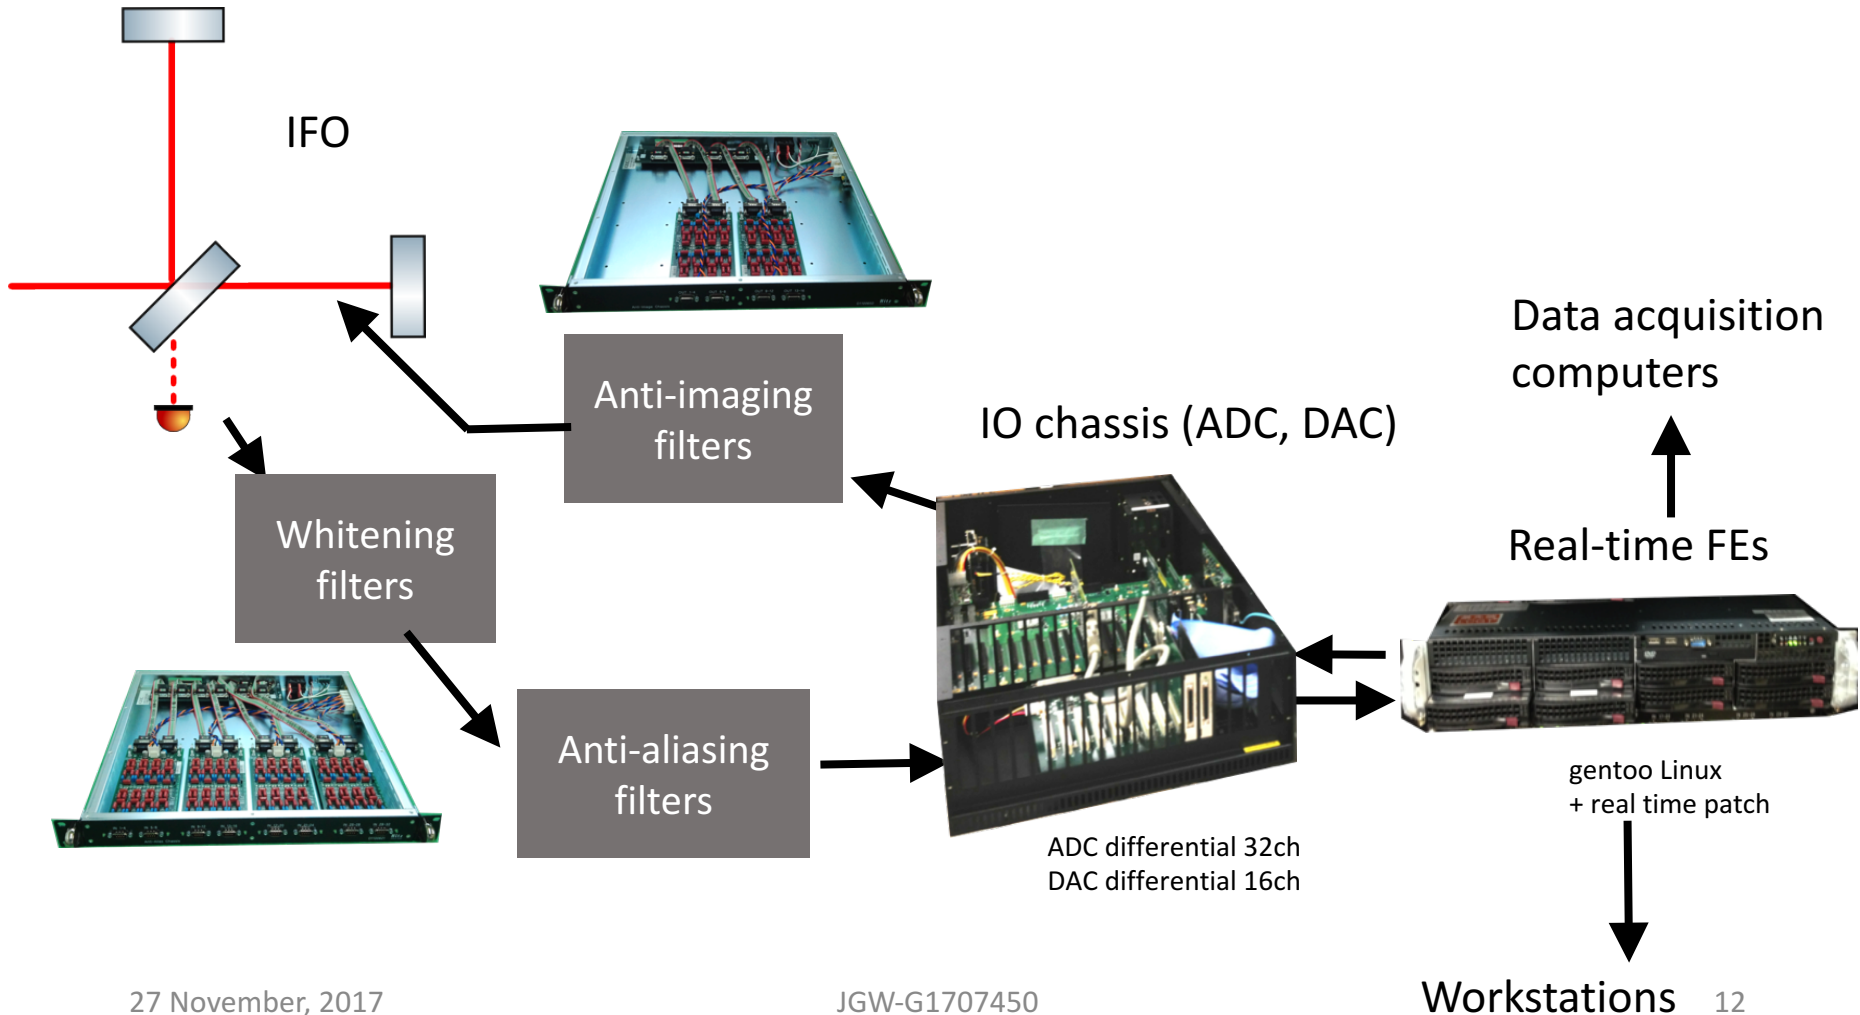 IFO
Anti-imaging
filters
Whitening
filters
Anti-aliasing
filters
IO chassis (ADC, DAC)
ADC differential 32ch
DAC differential 16ch
Data acquisition
computers
Real-time FEs
gentoo Linux
+ real time patch
Workstations
27 November, 2017
JGW-G1707450
12